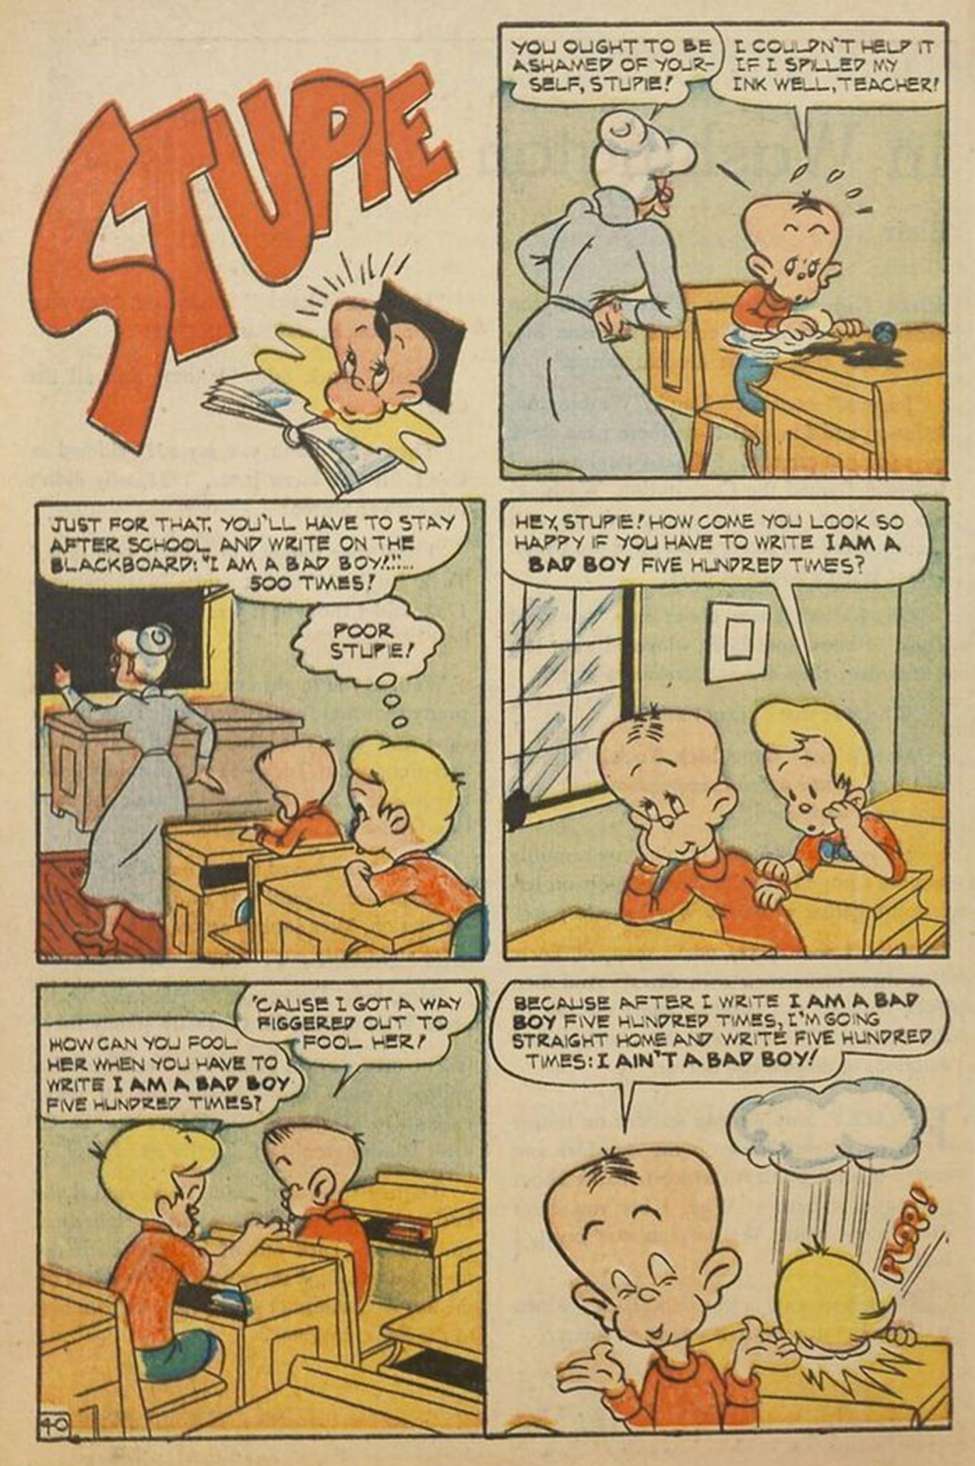 STUPIE
YOU OUGHT TO BE
ASHAMED OF YOUR-
SELF, STUPIE!
I COULDN'T HELP IT
IF I SPILLED MY
INK WELL, TEACHER!
JUST FOR THAT, YOU'LL HAVE TO STAY
AFTER SCHOOL AND WRITE ON THE
BLACKBOARD: "I AM A BAD BOY!!"...
500 TIMES!
POOR
STUPIE!
HEY, STUPIE! HOW COME YOU LOOK SO
HAPPY IF YOU HAVE TO WRITE I AM A
BAD BOY FIVE HUNDRED TIMES?
HOW CAN YOU FOOL
HER WHEN YOU HAVE TO
WRITE I AM A BAD BOY
FIVE HUNDRED TIMES?
'CAUSE I GOT A WAY
FIGGERED OUT TO
FOOL HER!
BECAUSE AFTER I WRITE I AM A BAD
BOY FIVE HUNDRED TIMES, I'M GOING
STRAIGHT HOME AND WRITE FIVE HUNDRED
TIMES: I AIN'T A BAD BOY!
PLOP!
40